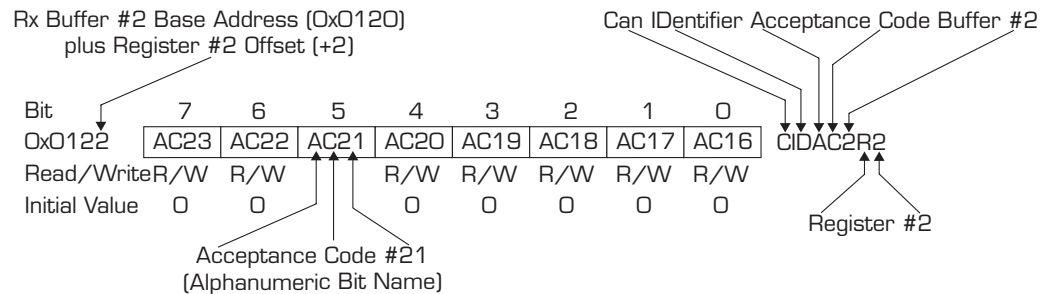 Rx Buffer #2 Base Address (0x0120)
plus Register #2 Offset (+2)
Can IDentifier Acceptance Code Buffer #2
Bit 7 6 5 4 3 2 1 0
0x0122 AC23 AC22 AC21 AC20 AC19 AC18 AC17 AC16 CIDAC2R2
Read/Write R/W R/W R/W R/W R/W R/W R/W
Initial Value 0 0 0 0 0 0 0
Register #2
Acceptance Code #21
(Alphanumeric Bit Name)